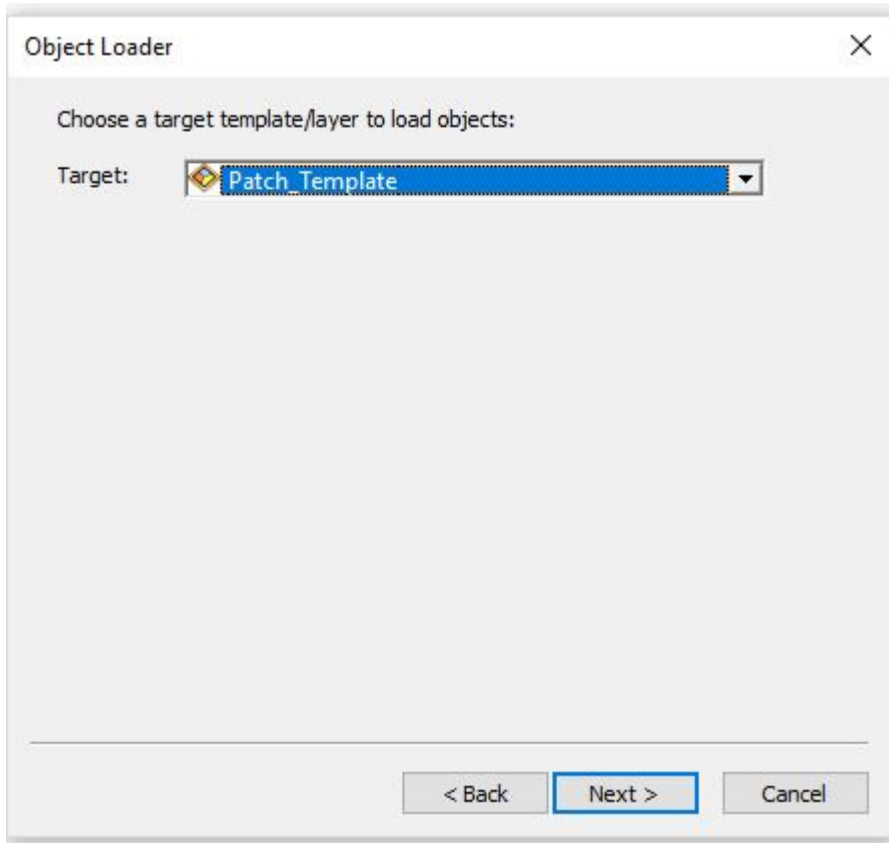 Object Loader
Choose a target template/layer to load objects:
Target: Patch_Template
< Back Next > Cancel